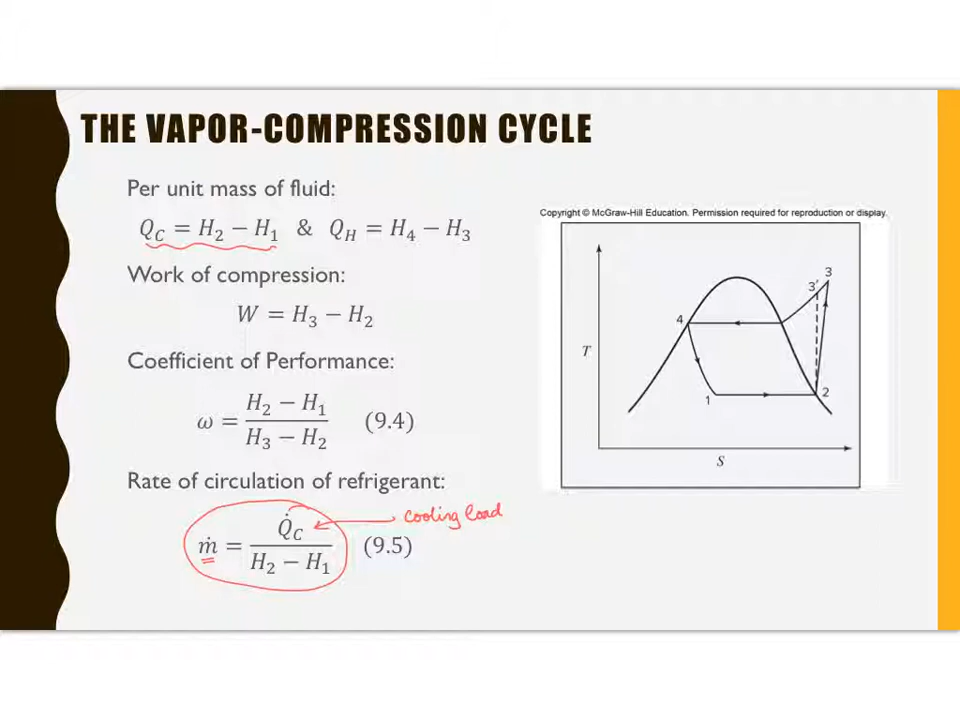 THE VAPOR-COMPRESSION CYCLE
Per unit mass of fluid:
Q_C = H_2 − H_1 & Q_H = H_4 − H_3
Work of compression:
W = H_3 − H_2
Coefficient of Performance:
ω = (H_2 − H_1) / (H_3 − H_2) (9.4)
Rate of circulation of refrigerant:
ṁ = Q̇_C / (H_2 − H_1) (9.5)
cooling load
Copyright © McGraw-Hill Education. Permission required for reproduction or display.
3
3'
4
T
1
2
S